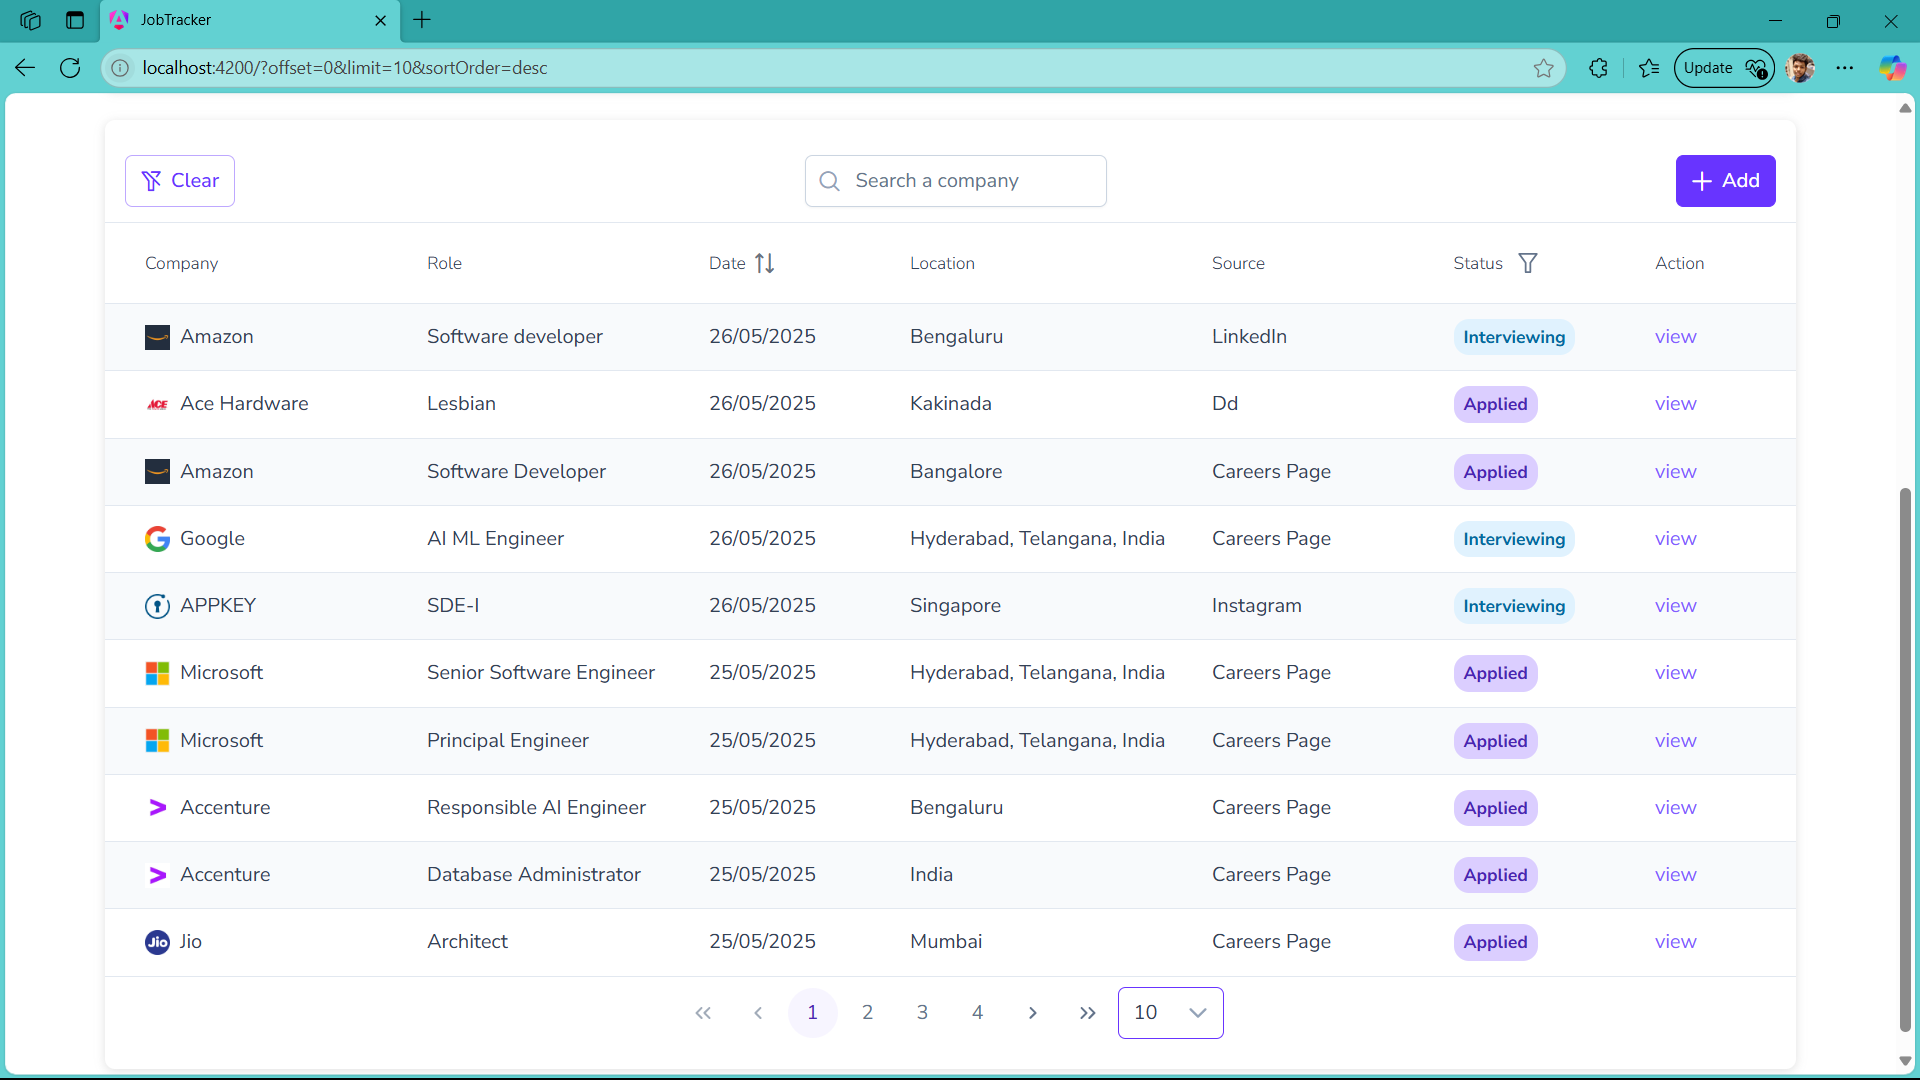 JobTracker
localhost:4200/?offset=0&limit=10&sortOrder=desc
Update
Clear
Search a company
Add
Company Role Date Location Source Status Action
Amazon Software developer 26/05/2025 Bengaluru LinkedIn Interviewing view
ACE Ace Hardware Lesbian 26/05/2025 Kakinada Dd Applied view
Amazon Software Developer 26/05/2025 Bangalore Careers Page Applied view
Google AI ML Engineer 26/05/2025 Hyderabad, Telangana, India Careers Page Interviewing view
APPKEY SDE-I 26/05/2025 Singapore Instagram Interviewing view
Microsoft Senior Software Engineer 25/05/2025 Hyderabad, Telangana, India Careers Page Applied view
Microsoft Principal Engineer 25/05/2025 Hyderabad, Telangana, India Careers Page Applied view
Accenture Responsible AI Engineer 25/05/2025 Bengaluru Careers Page Applied view
Accenture Database Administrator 25/05/2025 India Careers Page Applied view
Jio Jio Architect 25/05/2025 Mumbai Careers Page Applied view
1 2 3 4 10